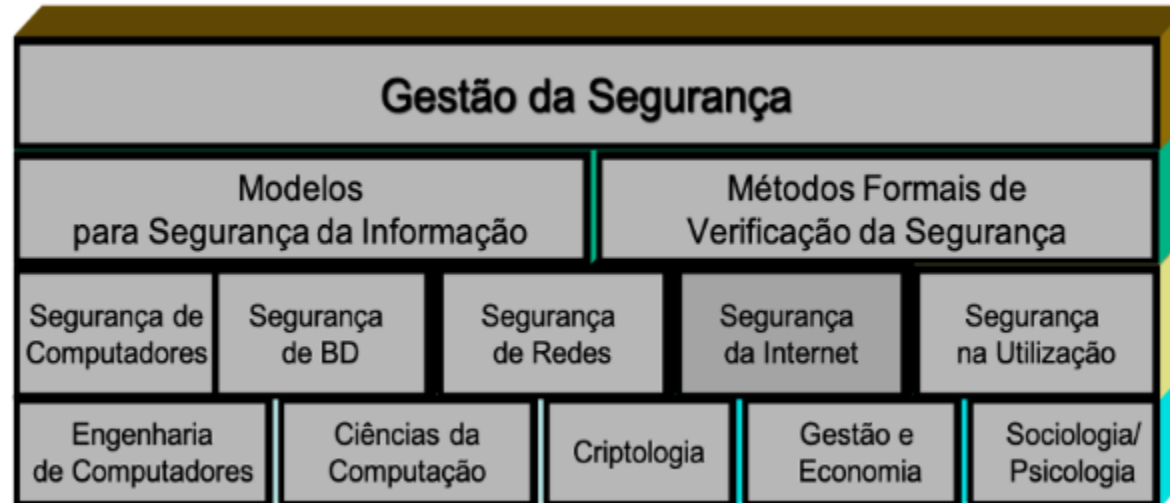 Gestão da Segurança
Modelos
para Segurança da Informação
Métodos Formais de
Verificação da Segurança
Segurança de
Computadores
Segurança
de BD
Segurança
de Redes
Segurança
da Internet
Segurança
na Utilização
Engenharia
de Computadores
Ciências da
Computação
Criptologia
Gestão e
Economia
Sociologia/
Psicologia